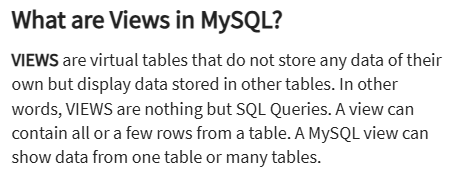 What are Views in MySQL?
VIEWS are virtual tables that do not store any data of their
own but display data stored in other tables. In other
words, VIEWS are nothing but SQL Queries. A view can
contain all or a few rows from a table. A MySQL view can
show data from one table or many tables.